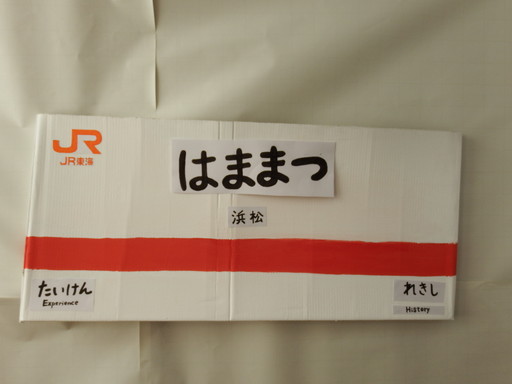 JR
JR東海
はままつ
浜松
たいけん
Experience
れきし
History